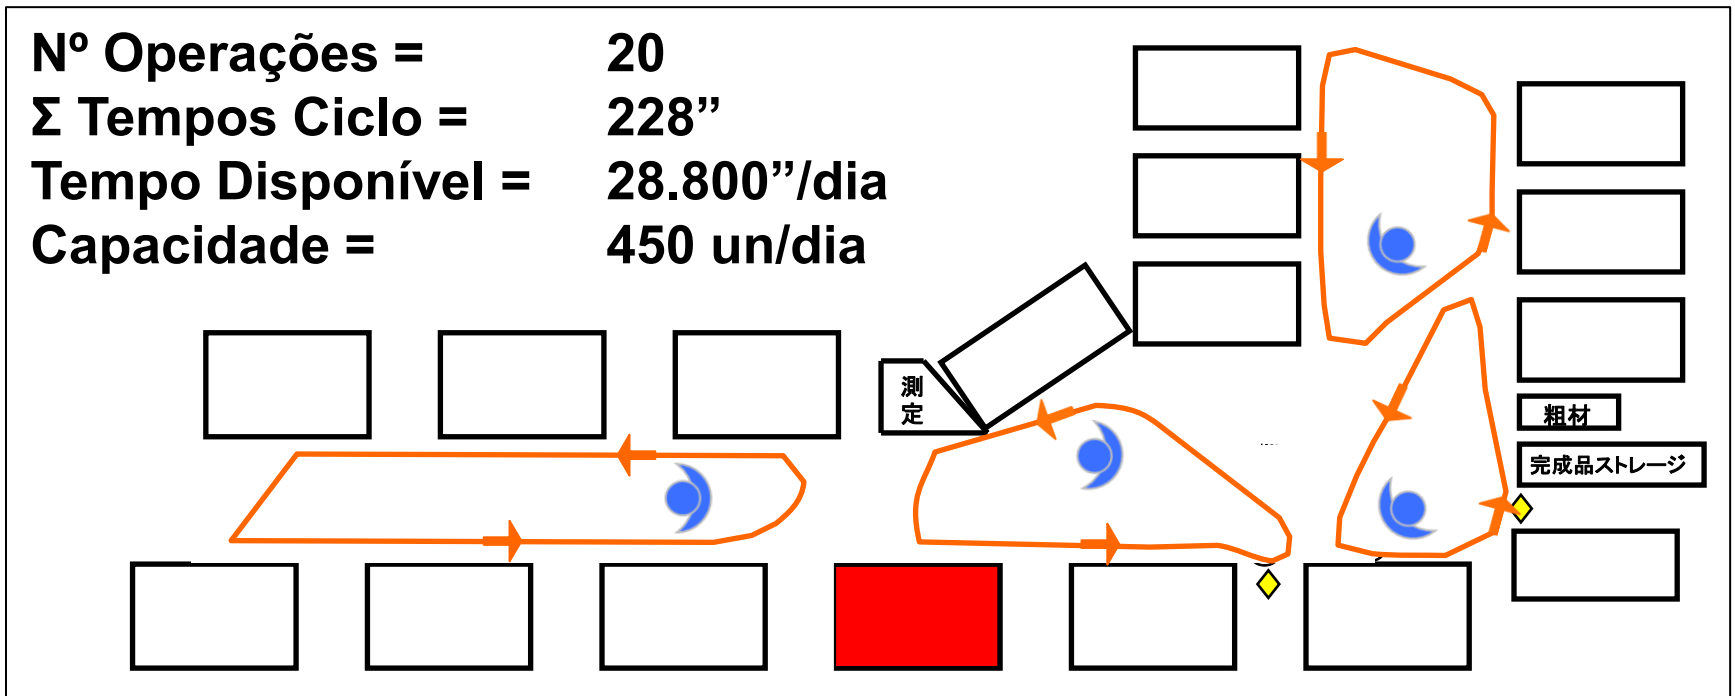 Nº Operações = 20
Σ Tempos Ciclo = 228”
Tempo Disponível = 28.800”/dia
Capacidade = 450 un/dia
測
定
粗材
完成品ストレージ